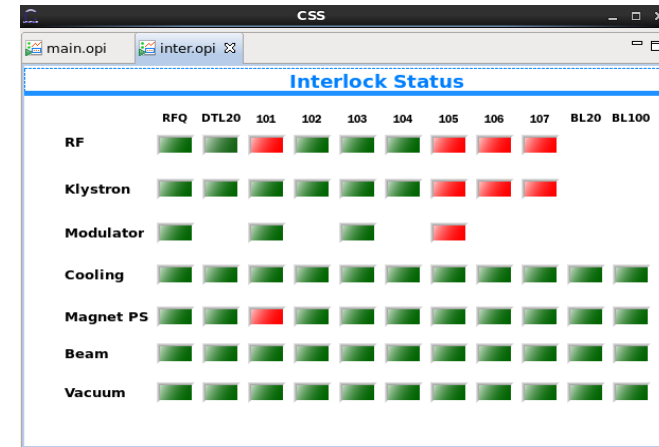 CSS
main.opi inter.opi
Interlock Status
RFQ DTL20 101 102 103 104 105 106 107 BL20 BL100
RF
Klystron
Modulator
Cooling
Magnet PS
Beam
Vacuum